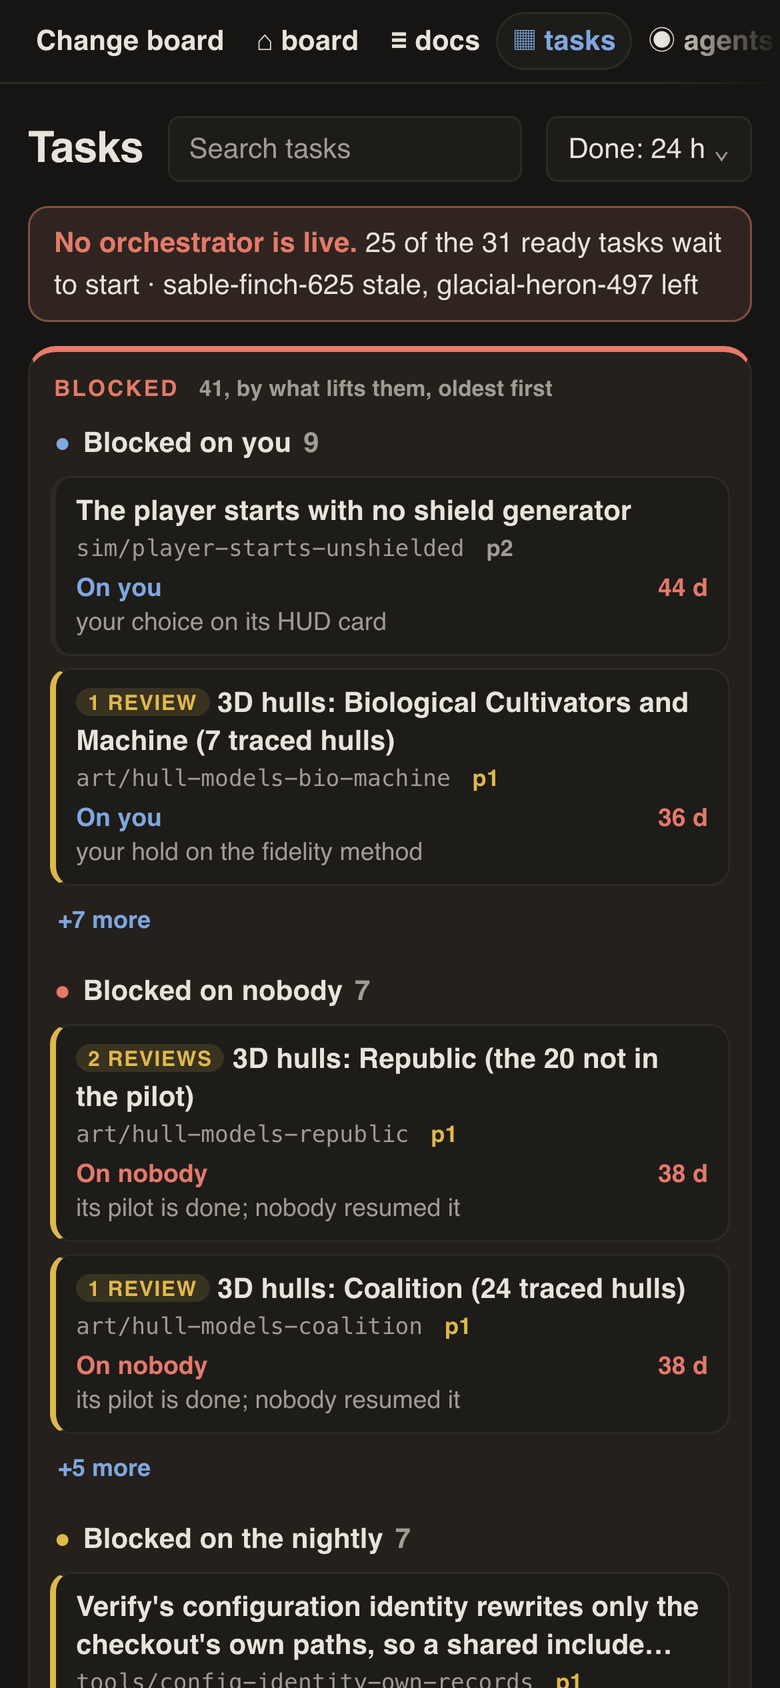 Change board board docs tasks agents
Tasks Search tasks Done: 24 h
No orchestrator is live. 25 of the 31 ready tasks wait
to start · sable-finch-625 stale, glacial-heron-497 left
BLOCKED 41, by what lifts them, oldest first
Blocked on you 9
The player starts with no shield generator
sim/player-starts-unshielded p2
On you 44 d
your choice on its HUD card
1 REVIEW 3D hulls: Biological Cultivators and
Machine (7 traced hulls)
art/hull-models-bio-machine p1
On you 36 d
your hold on the fidelity method
+7 more
Blocked on nobody 7
2 REVIEWS 3D hulls: Republic (the 20 not in
the pilot)
art/hull-models-republic p1
On nobody 38 d
its pilot is done; nobody resumed it
1 REVIEW 3D hulls: Coalition (24 traced hulls)
art/hull-models-coalition p1
On nobody 38 d
its pilot is done; nobody resumed it
+5 more
Blocked on the nightly 7
Verify's configuration identity rewrites only the
checkout's own paths, so a shared include...
tools/config-identity-own-records p1